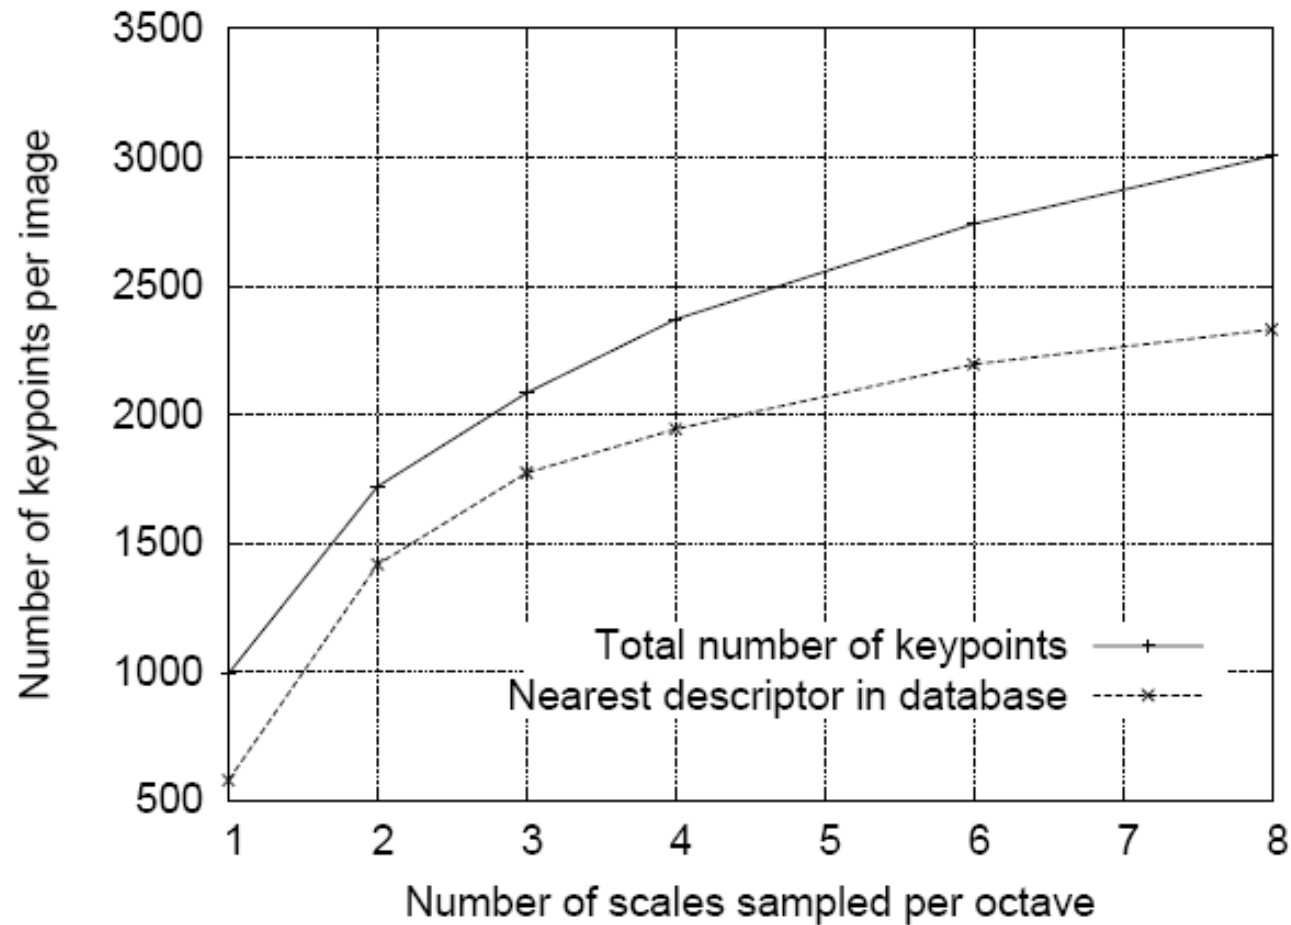 3500
3000
2500
2000
1500
1000
500
Number of keypoints per image
Total number of keypoints
Nearest descriptor in database
1 2 3 4 5 6 7 8
Number of scales sampled per octave